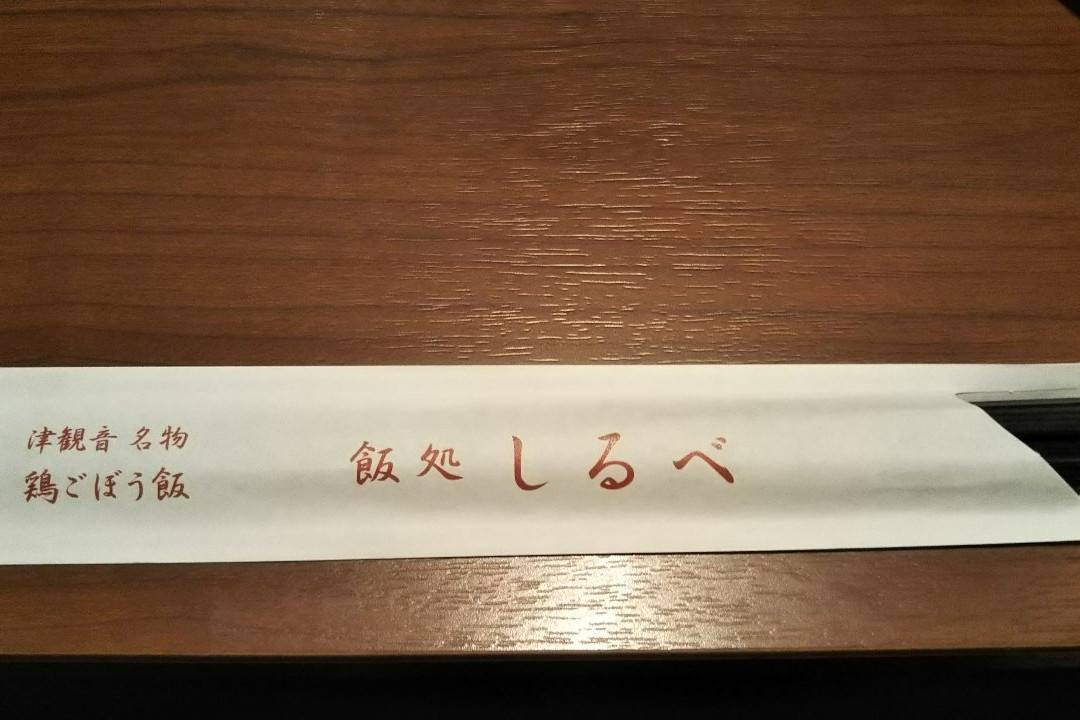 津観音 名物
鶏ごぼう飯
飯処 しるべ